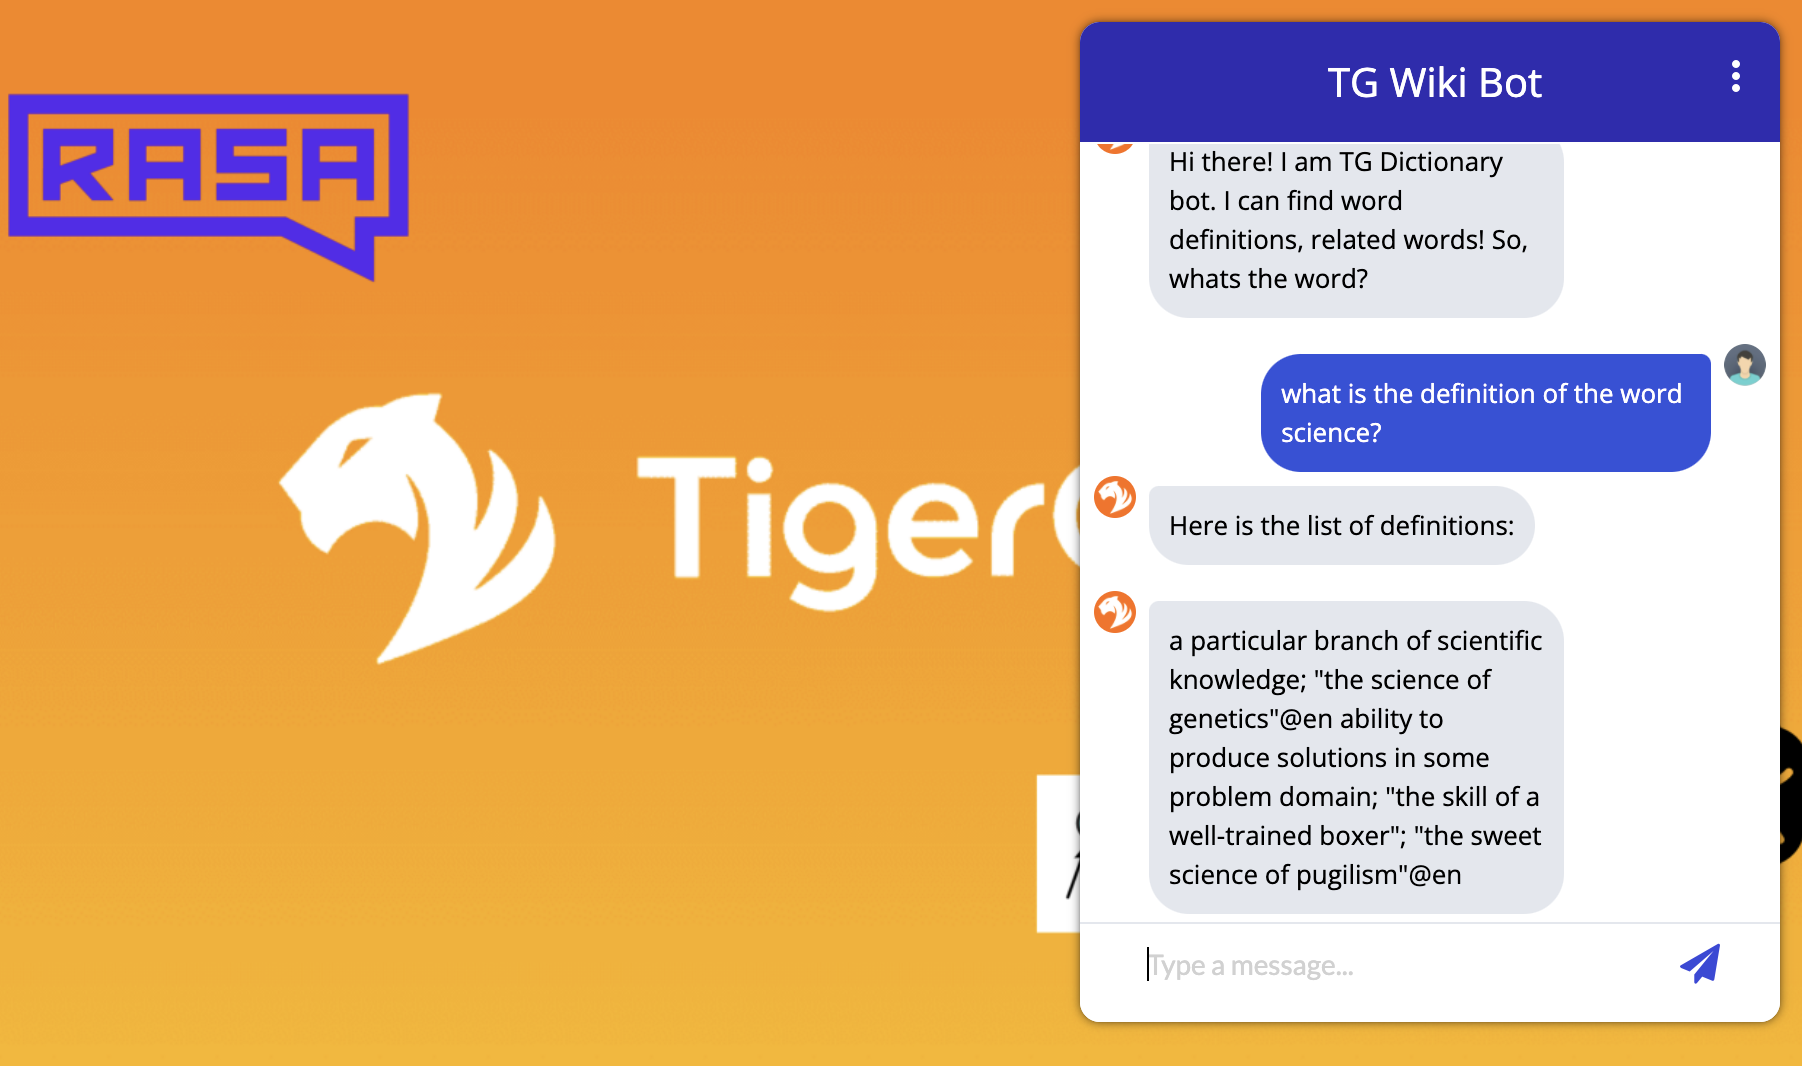 RASA
Tiger
TG Wiki Bot
Hi there! I am TG Dictionary
bot. I can find word
definitions, related words! So,
whats the word?
what is the definition of the word
science?
Here is the list of definitions:
a particular branch of scientific
knowledge; "the science of
genetics"@en ability to
produce solutions in some
problem domain; "the skill of a
well-trained boxer"; "the sweet
science of pugilism"@en
Type a message...